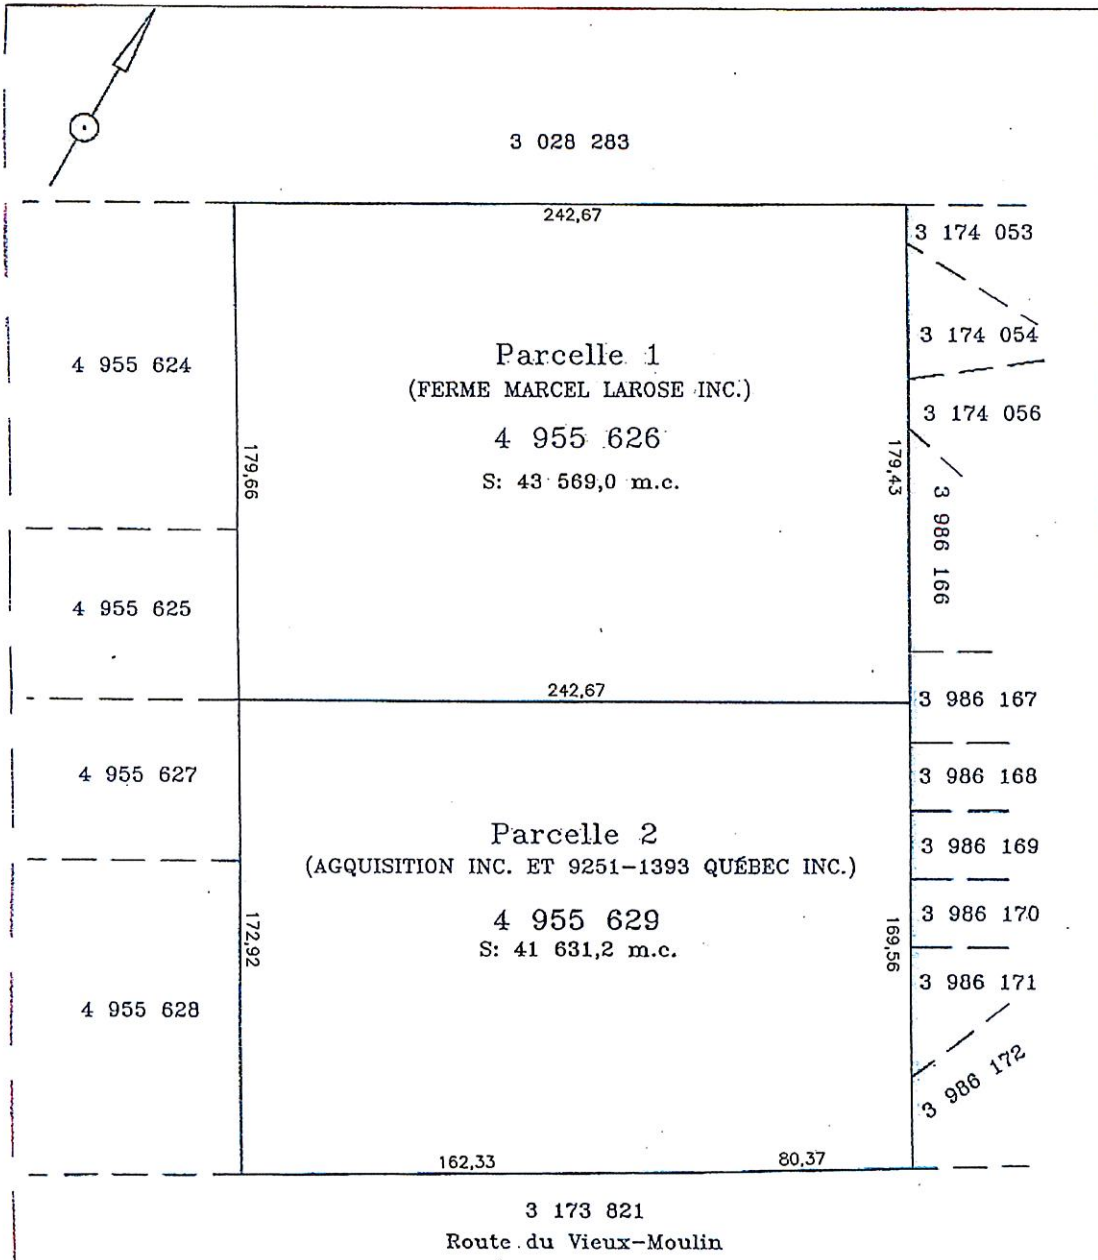 3 028 283
242,67
3 174 053
3 174 054
3 174 056
4 955 624
Parcelle 1
(FERME MARCEL LAROSE INC.)
4 955 626
S: 43 569,0 m.c.
179,66
179,43
3 986 166
4 955 625
242,67
3 986 167
4 955 627
3 986 168
Parcelle 2
(AGQUISITION INC. ET 9251-1393 QUÉBEC INC.)
3 986 169
4 955 629
S: 41 631,2 m.c.
3 986 170
172,92
169,56
3 986 171
4 955 628
3 986 172
162,33
80,37
3 173 821
Route du Vieux-Moulin